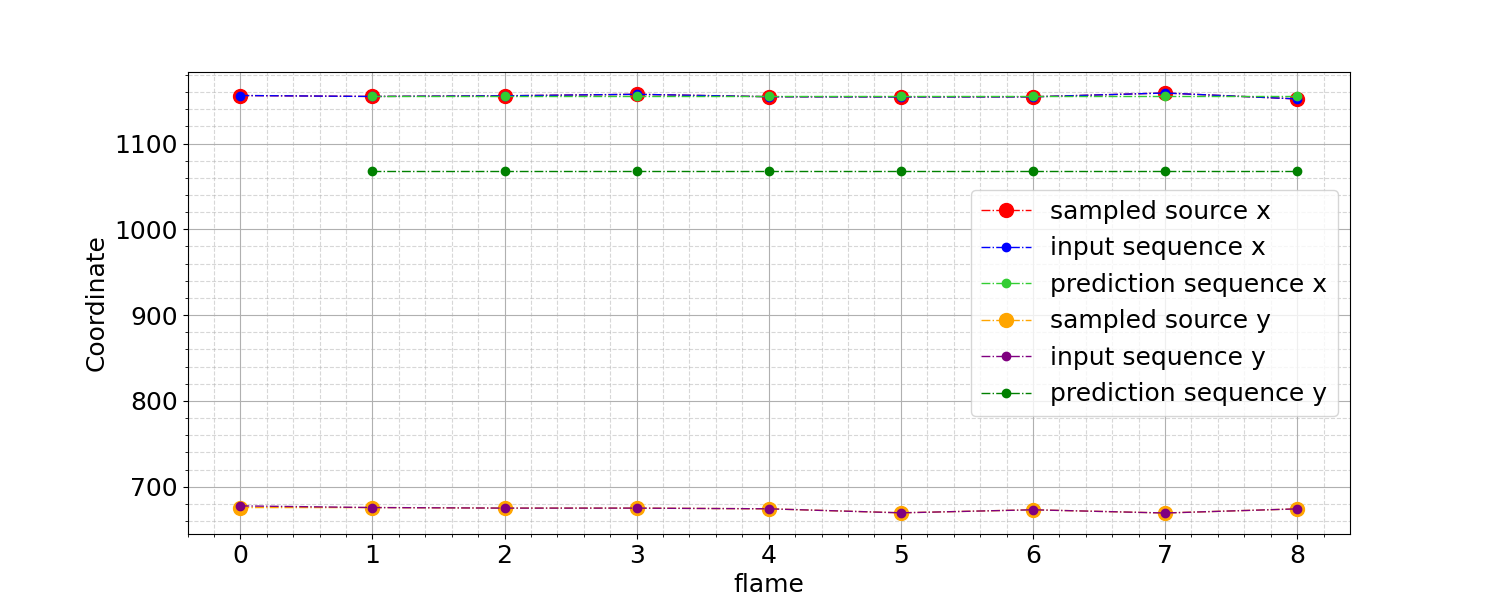 1100
1000
900
800
700
Coordinate
sampled source x
input sequence x
prediction sequence x
sampled source y
input sequence y
prediction sequence y
0 1 2 3 4 5 6 7 8
flame